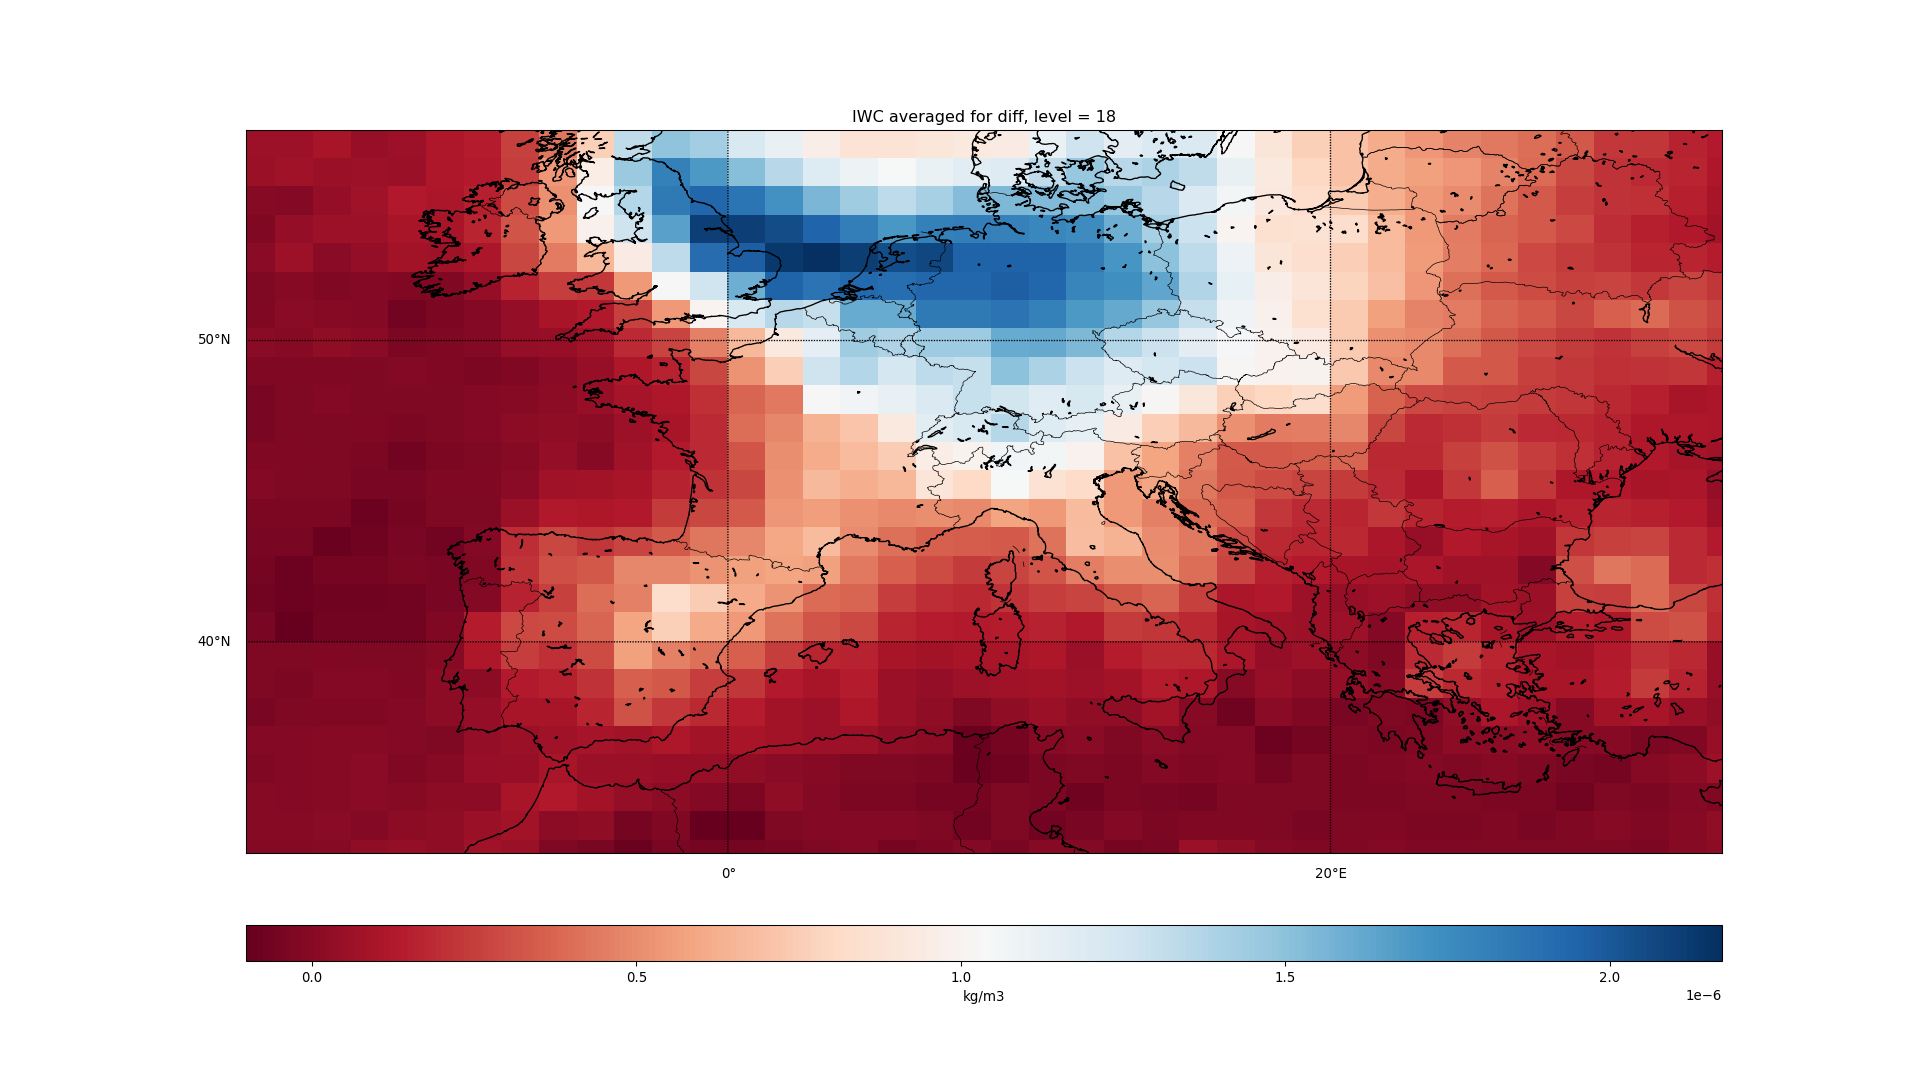 IWC averaged for diff, level = 18
50°N
40°N
0°
20°E
0.0 0.5 1.0 1.5 2.0
kg/m3
1e−6